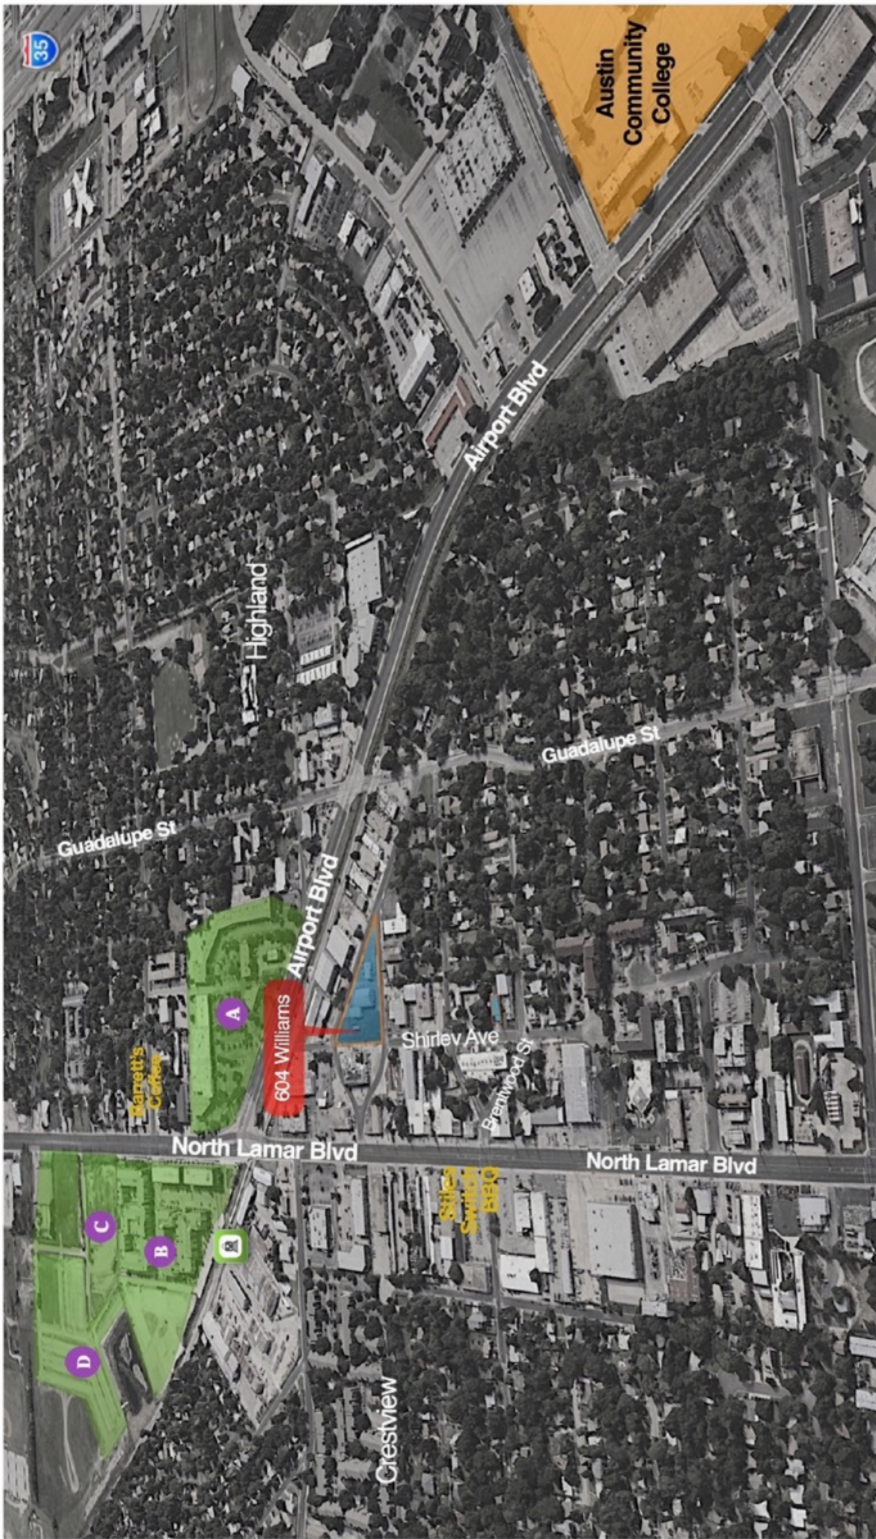 35
D
C
Guadalupe St
Barrett's
Coffee
B
A
Highland
North Lamar Blvd
604 Williams
Airport Blvd
Crestview
Shirley Ave
Stiles
Switch
BBQ
Brentwood St
Airport Blvd
Guadalupe St
Austin
Community
College
North Lamar Blvd